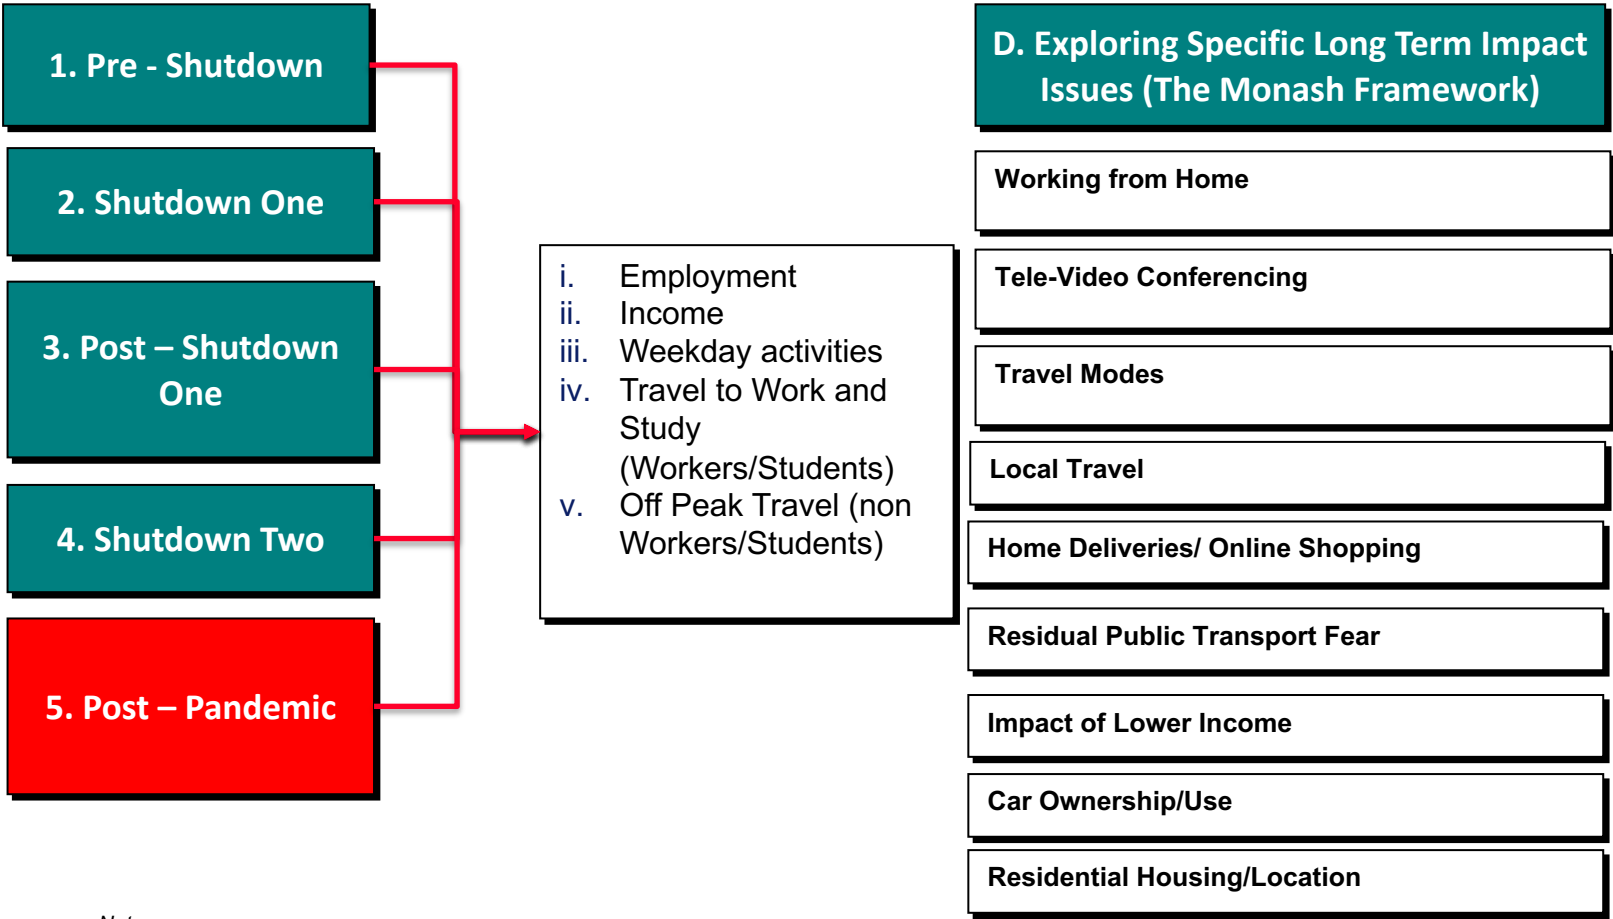 1. Pre - Shutdown
2. Shutdown One
3. Post – Shutdown
One
4. Shutdown Two
5. Post – Pandemic
i. Employment
ii. Income
iii. Weekday activities
iv. Travel to Work and
Study
(Workers/Students)
v. Off Peak Travel (non
Workers/Students)
D. Exploring Specific Long Term Impact
Issues (The Monash Framework)
Working from Home
Tele-Video Conferencing
Travel Modes
Local Travel
Home Deliveries/ Online Shopping
Residual Public Transport Fear
Impact of Lower Income
Car Ownership/Use
Residential Housing/Location